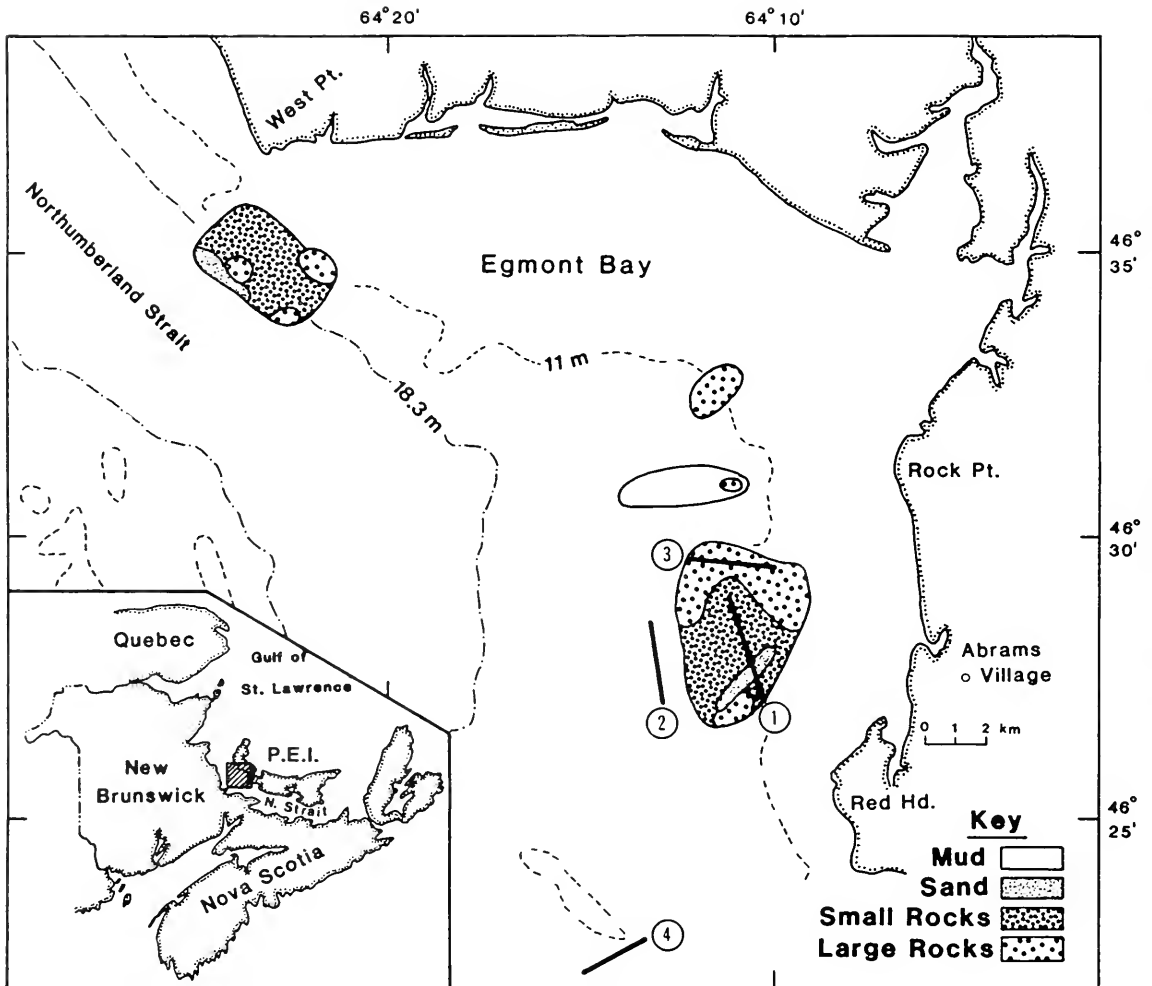 64° 20'
64° 10'
West Pt.
Northumberland Strait
Egmont Bay
46°
35'
11 m
18.3 m
Rock Pt.
46°
30'
3
Quebec
Gulf of
St. Lawrence
Abrams
Village
2
1
0 1 2 km
P.E.I.
New
Brunswick
N. Strait
Red Hd.
46°
25'
Nova Scotia
Key
Mud
Sand
Small Rocks
Large Rocks
4